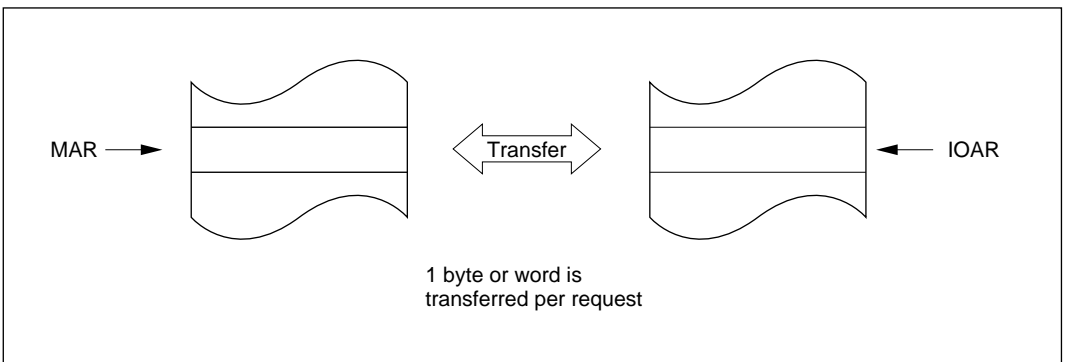 MAR
Transfer
IOAR
1 byte or word is
transferred per request